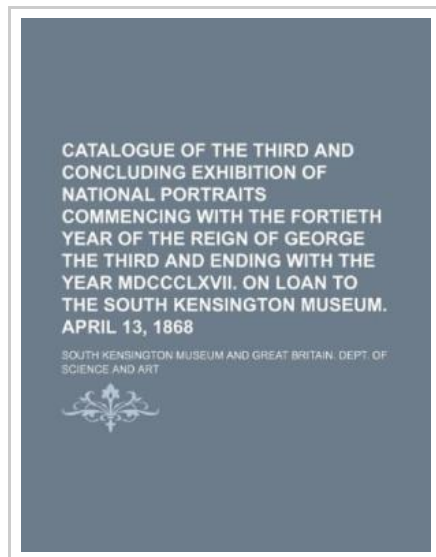 CATALOGUE OF THE THIRD AND
CONCLUDING EXHIBITION OF
NATIONAL PORTRAITS
COMMENCING WITH THE FORTIETH
YEAR OF THE REIGN OF GEORGE
THE THIRD AND ENDING WITH THE
YEAR MDCCCLXVII. ON LOAN TO
THE SOUTH KENSINGTON MUSEUM.
APRIL 13, 1868
SOUTH KENSINGTON MUSEUM AND GREAT BRITAIN. DEPT. OF
SCIENCE AND ART